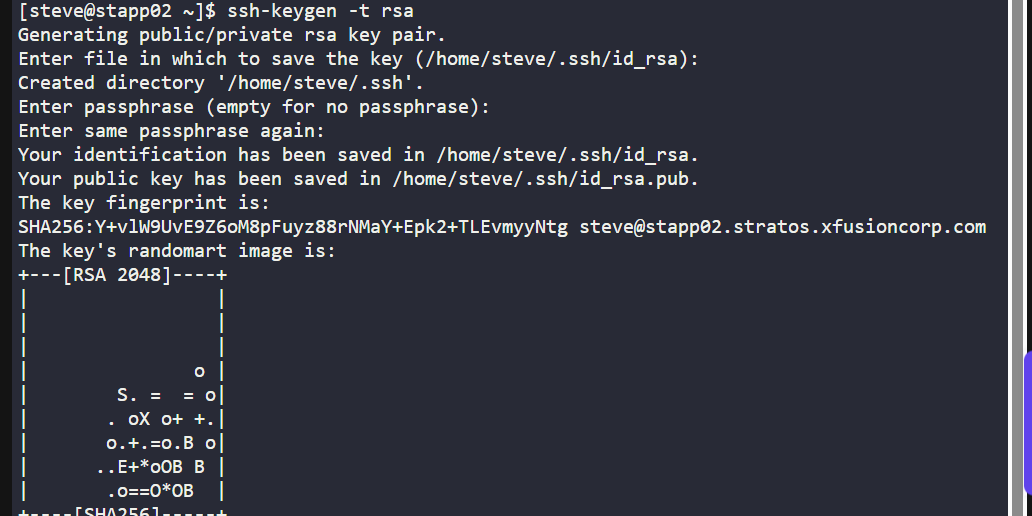 [steve@stapp02 ~]$ ssh-keygen -t rsa
Generating public/private rsa key pair.
Enter file in which to save the key (/home/steve/.ssh/id_rsa):
Created directory '/home/steve/.ssh'.
Enter passphrase (empty for no passphrase):
Enter same passphrase again:
Your identification has been saved in /home/steve/.ssh/id_rsa.
Your public key has been saved in /home/steve/.ssh/id_rsa.pub.
The key fingerprint is:
SHA256:Y+vlW9UvE9Z6oM8pFuyz88rNMaY+Epk2+TLEvmyyNtg steve@stapp02.stratos.xfusioncorp.com
The key's randomart image is:
+---[RSA 2048]----+
|                 |
|                 |
|                 |
|               o |
|        S. =  = o|
|       . oX o+ +.|
|       o.+.=o.B o|
|      ..E+*oOB B |
|       .o==O*OB  |
+----[SHA256]-----+